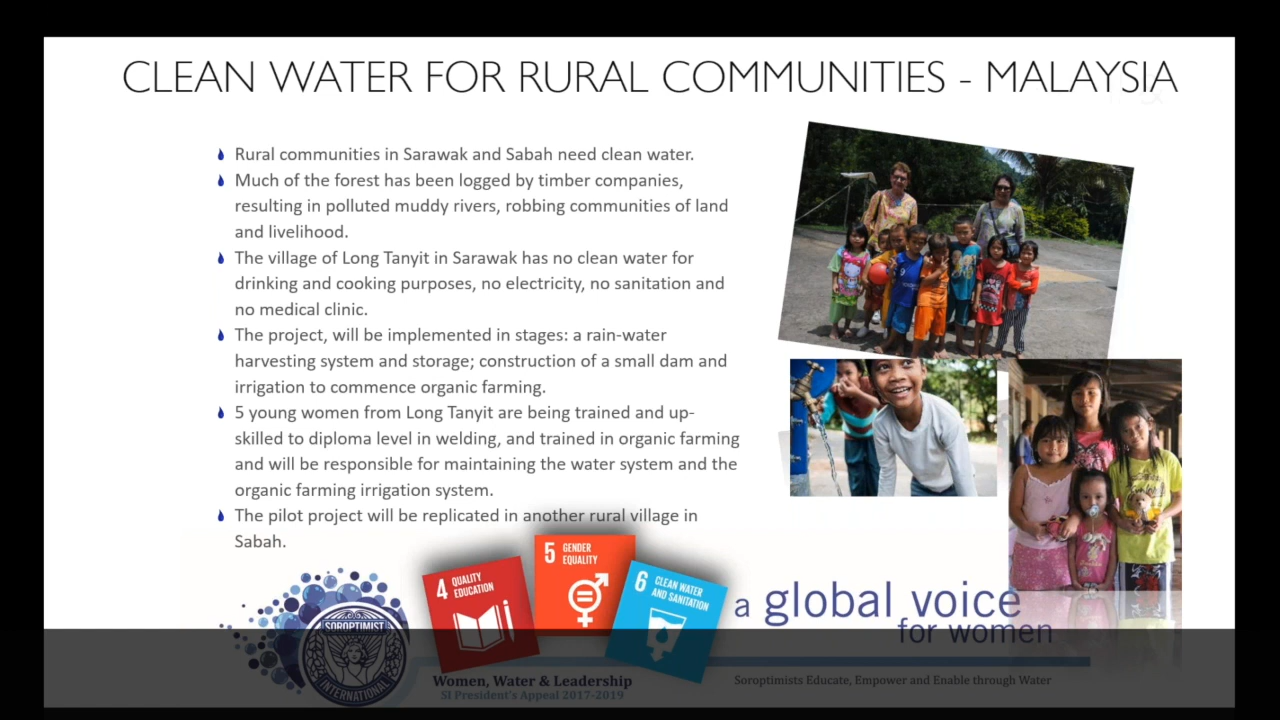 CLEAN WATER FOR RURAL COMMUNITIES - MALAYSIA
Rural communities in Sarawak and Sabah need clean water.
Much of the forest has been logged by timber companies,
resulting in polluted muddy rivers, robbing communities of land
and livelihood.
The village of Long Tanyit in Sarawak has no clean water for
drinking and cooking purposes, no electricity, no sanitation and
no medical clinic.
The project, will be implemented in stages: a rain-water
harvesting system and storage; construction of a small dam and
irrigation to commence organic farming.
5 young women from Long Tanyit are being trained and up-
skilled to diploma level in welding, and trained in organic farming
and will be responsible for maintaining the water system and the
organic farming irrigation system.
The pilot project will be replicated in another rural village in
Sabah.
4 QUALITY
EDUCATION
5 GENDER
EQUALITY
6 CLEAN WATER
AND SANITATION
a global voice
for women
SOROPTIMIST
INTERNATIONAL
Women, Water & Leadership
SI President's Appeal 2017-2019
Soroptimists Educate, Empower and Enable through Water